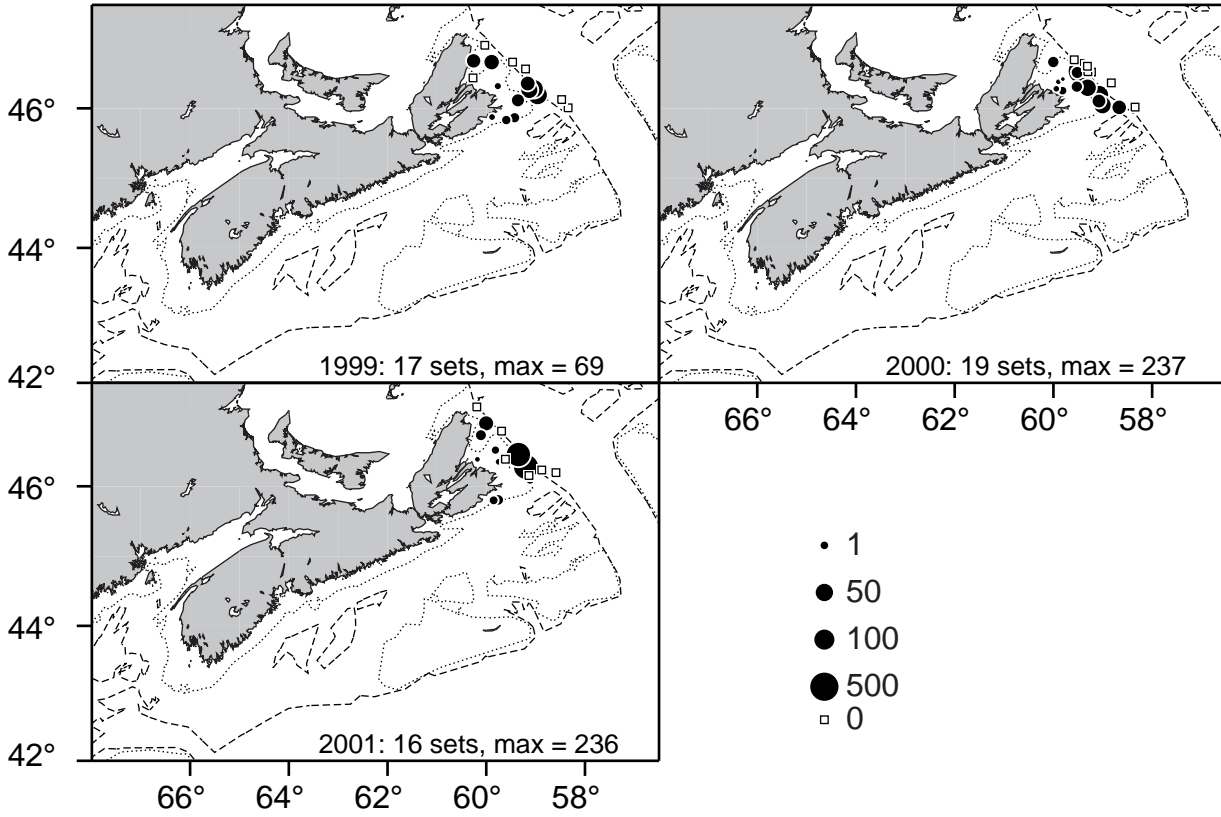 46°
44°
42°
1999: 17 sets, max = 69
2000: 19 sets, max = 237
66° 64° 62° 60° 58°
46°
44°
42°
2001: 16 sets, max = 236
66° 64° 62° 60° 58°
1
50
100
500
0